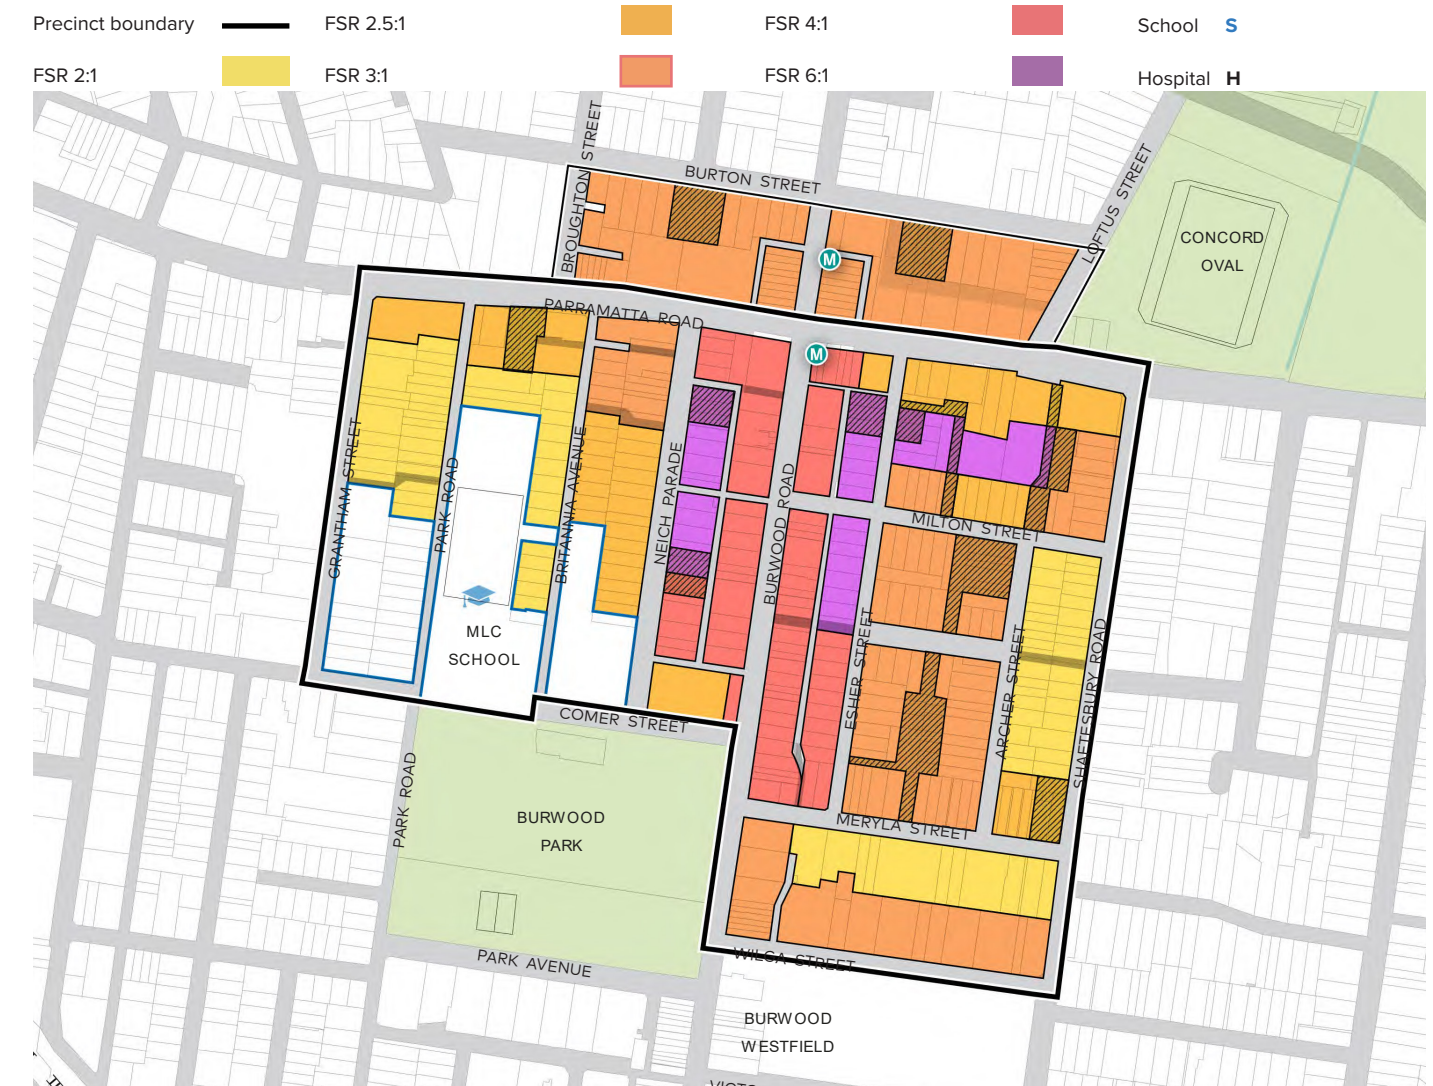 Precinct boundary
FSR 2.5:1
FSR 4:1
School S
FSR 2:1
FSR 3:1
FSR 6:1
Hospital H
BROUGHTON STREET
BURTON STREET
LOFTUS STREET
CONCORD
OVAL
M
PARRAMATTA ROAD
M
GRANTHAM STREET
PARK ROAD
BRITANNIA AVENUE
NEICH PARADE
BURWOOD ROAD
MILTON STREET
MLC
SCHOOL
ESHER STREET
ARCHER STREET
SHAFTESBURY ROAD
COMER STREET
PARK ROAD
BURWOOD
PARK
MERYLA STREET
PARK AVENUE
WILGA STREET
BURWOOD
WESTFIELD